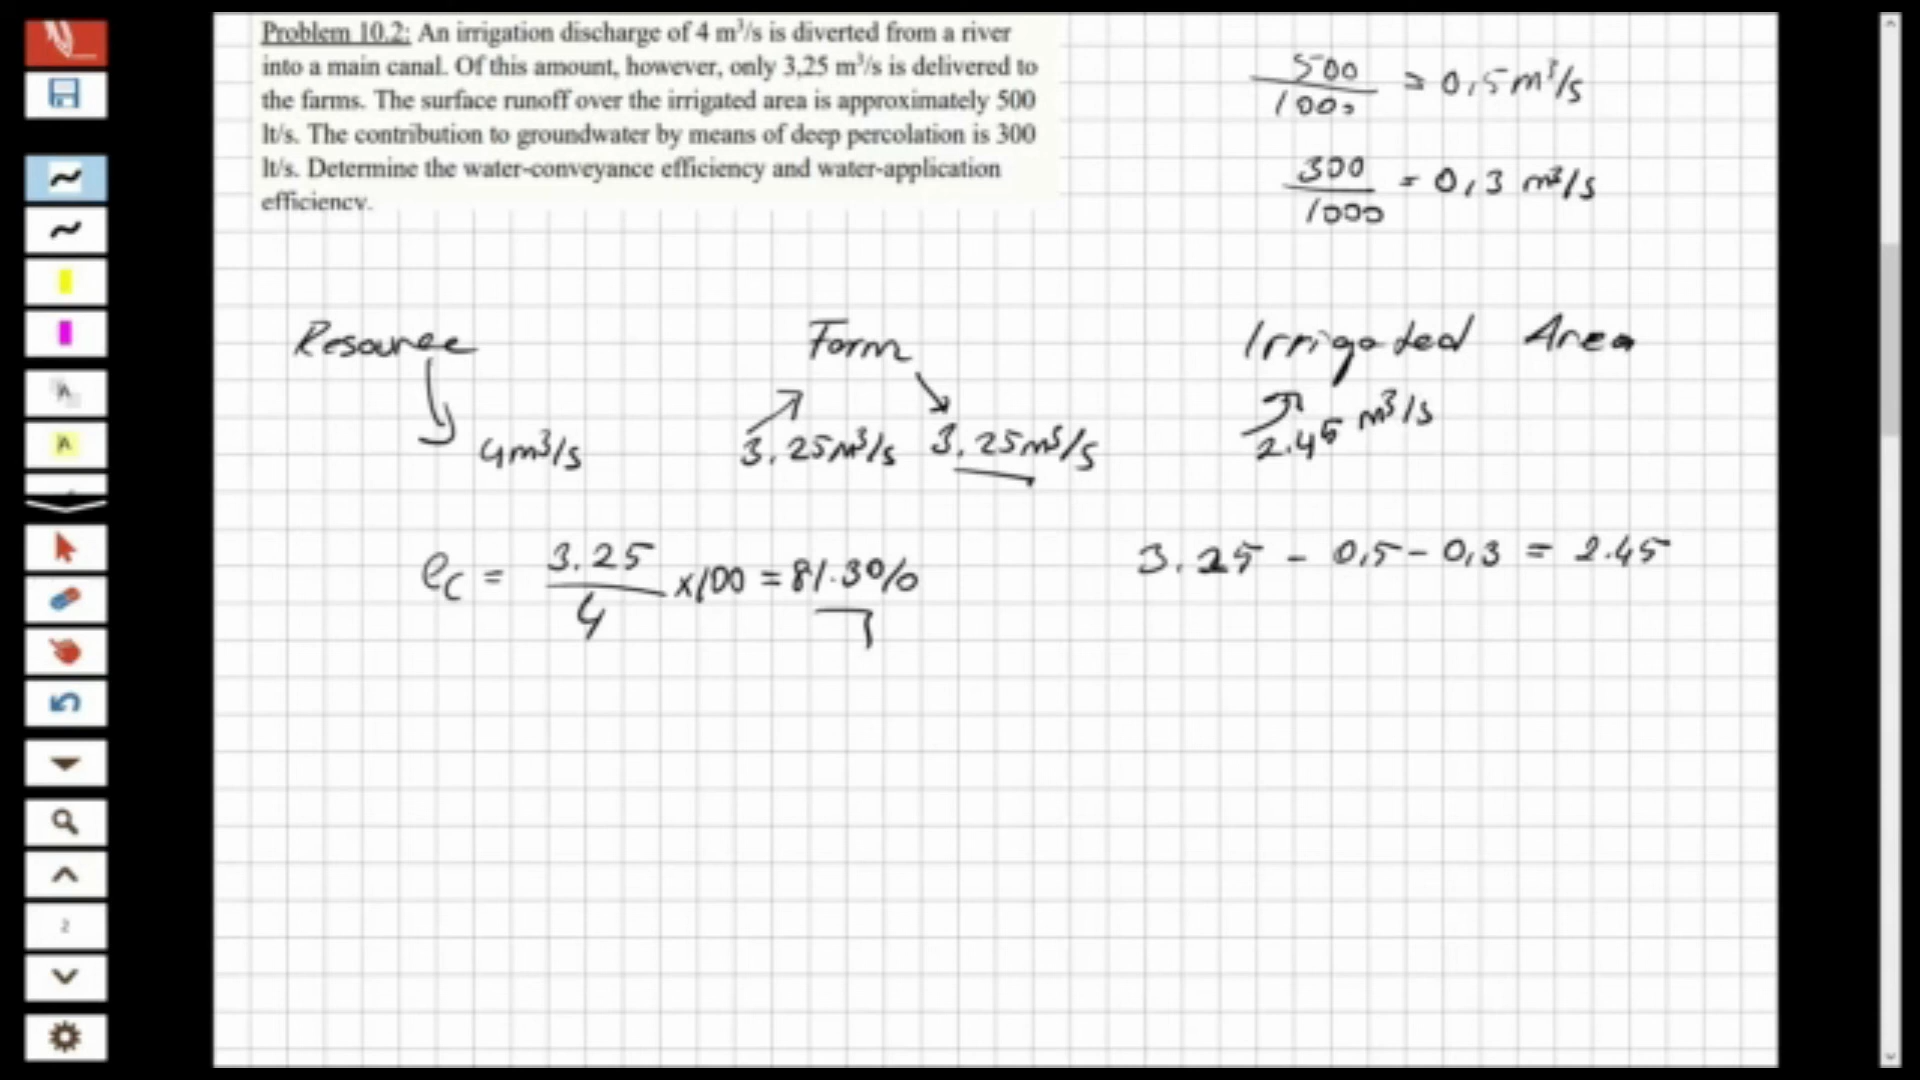 Problem 10.2: An irrigation discharge of 4 m³/s is diverted from a river
into a main canal. Of this amount, however, only 3,25 m³/s is delivered to
the farms. The surface runoff over the irrigated area is approximately 500
lt/s. The contribution to groundwater by means of deep percolation is 300
lt/s. Determine the water-conveyance efficiency and water-application
efficiency.
500/1000 = 0,5 m³/s
300/1000 = 0,3 m³/s
Resource Farm Irrigated Area
4m³/s 3.25m³/s 3.25m³/s 2.45 m³/s
ec = 3.25/4 x100 = 81.3%
3.25 - 0,5 - 0,3 = 2.45
A
A
2